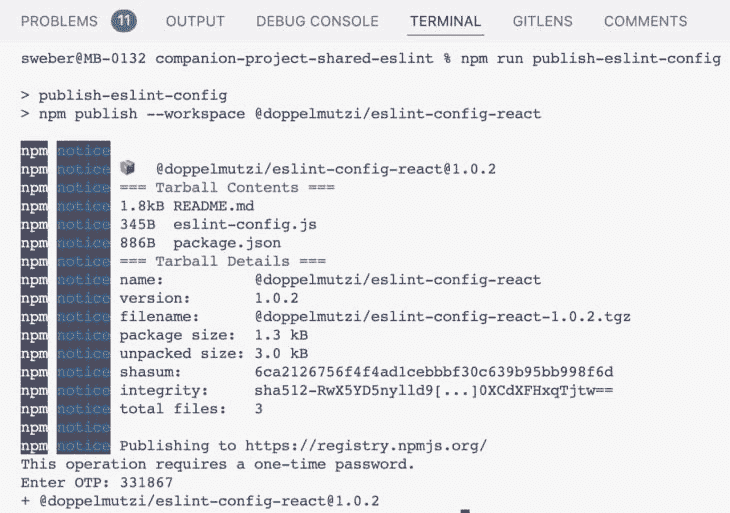 PROBLEMS 11 OUTPUT DEBUG CONSOLE TERMINAL GITLENS COMMENTS
sweber@MB-0132 companion-project-shared-eslint % npm run publish-eslint-config
> publish-eslint-config
> npm publish --workspace @doppelmutzi/eslint-config-react
npm notice
npm notice 📦  @doppelmutzi/eslint-config-react@1.0.2
npm notice === Tarball Contents ===
npm notice 1.8kB README.md
npm notice 345B  eslint-config.js
npm notice 886B  package.json
npm notice === Tarball Details ===
npm notice name:          @doppelmutzi/eslint-config-react
npm notice version:       1.0.2
npm notice filename:      @doppelmutzi/eslint-config-react-1.0.2.tgz
npm notice package size:  1.3 kB
npm notice unpacked size: 3.0 kB
npm notice shasum:        6ca2126756f4f4ad1cebbbf30c639b95bb998f6d
npm notice integrity:     sha512-RwX5YD5nylld9[...]0XCdXFHxqTjtw==
npm notice total files:   3
npm notice
npm notice Publishing to https://registry.npmjs.org/
This operation requires a one-time password.
Enter OTP: 331867
+ @doppelmutzi/eslint-config-react@1.0.2